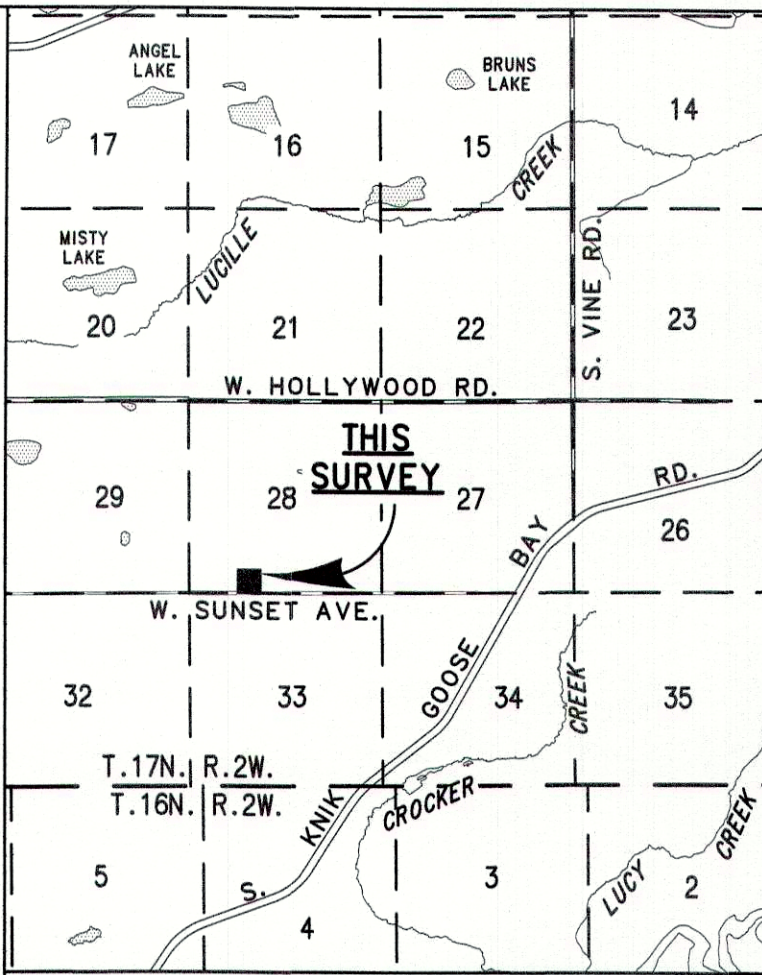 ANGEL
LAKE
BRUNS
LAKE
17
16
15
14
CREEK
MISTY
LAKE
LUCILLE
S. VINE RD.
20
21
22
23
W. HOLLYWOOD RD.
THIS
SURVEY
29
28
27
RD.
26
BAY
W. SUNSET AVE.
GOOSE
32
33
34
CREEK
35
T.17N. R.2W.
T.16N. R.2W.
KNIK
CROCKER
CREEK
5
S.
4
3
LUCY
2